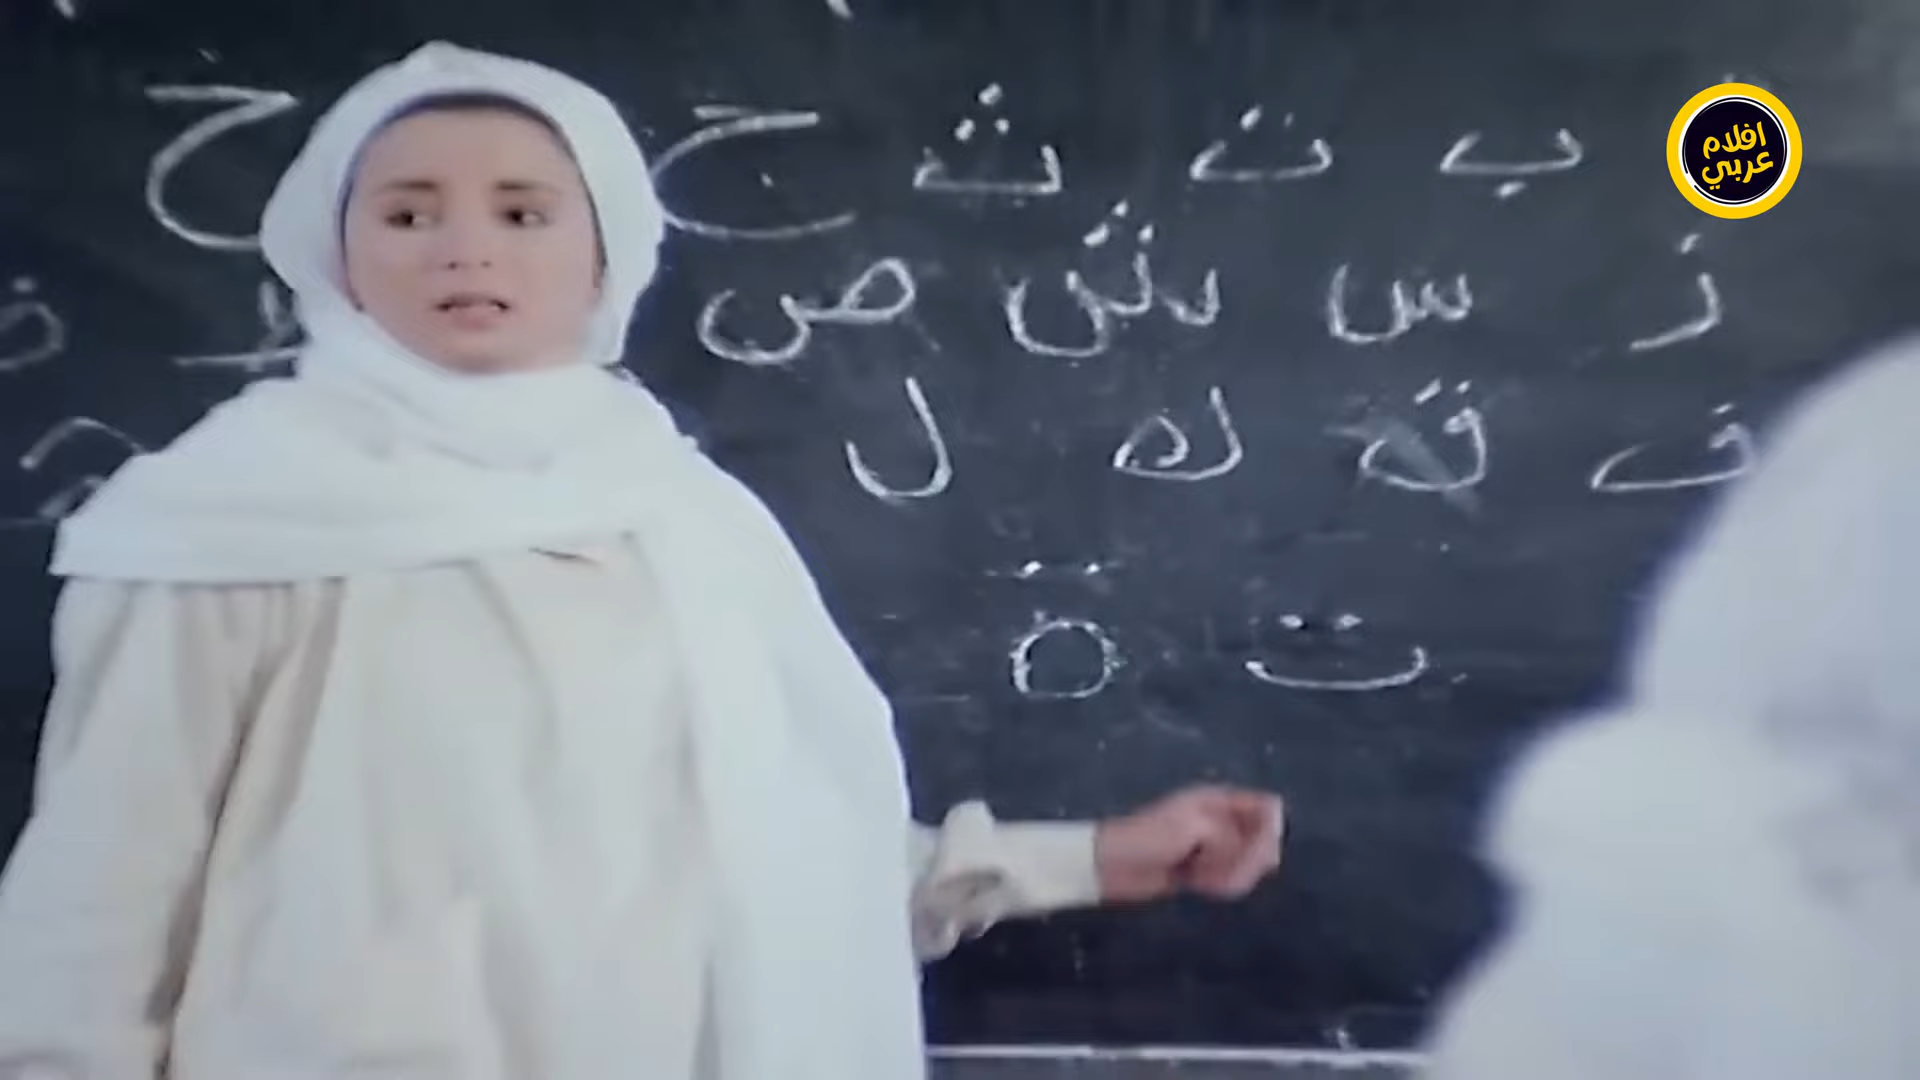 ب ت ث ج ح
ز س ش ص ط
ف ق ك ل
ت ة
افلام
عربي